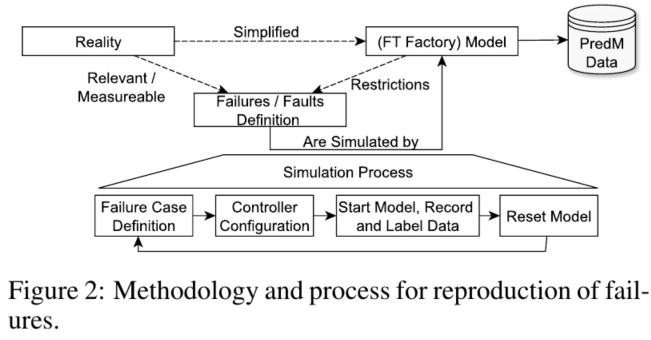 Reality
Simplified
(FT Factory) Model
PredM
Data
Relevant /
Measureable
Restrictions
Failures / Faults
Definition
Are Simulated by
Simulation Process
Failure Case
Definition
Controller
Configuration
Start Model, Record
and Label Data
Reset Model
Figure 2: Methodology and process for reproduction of fail-
ures.